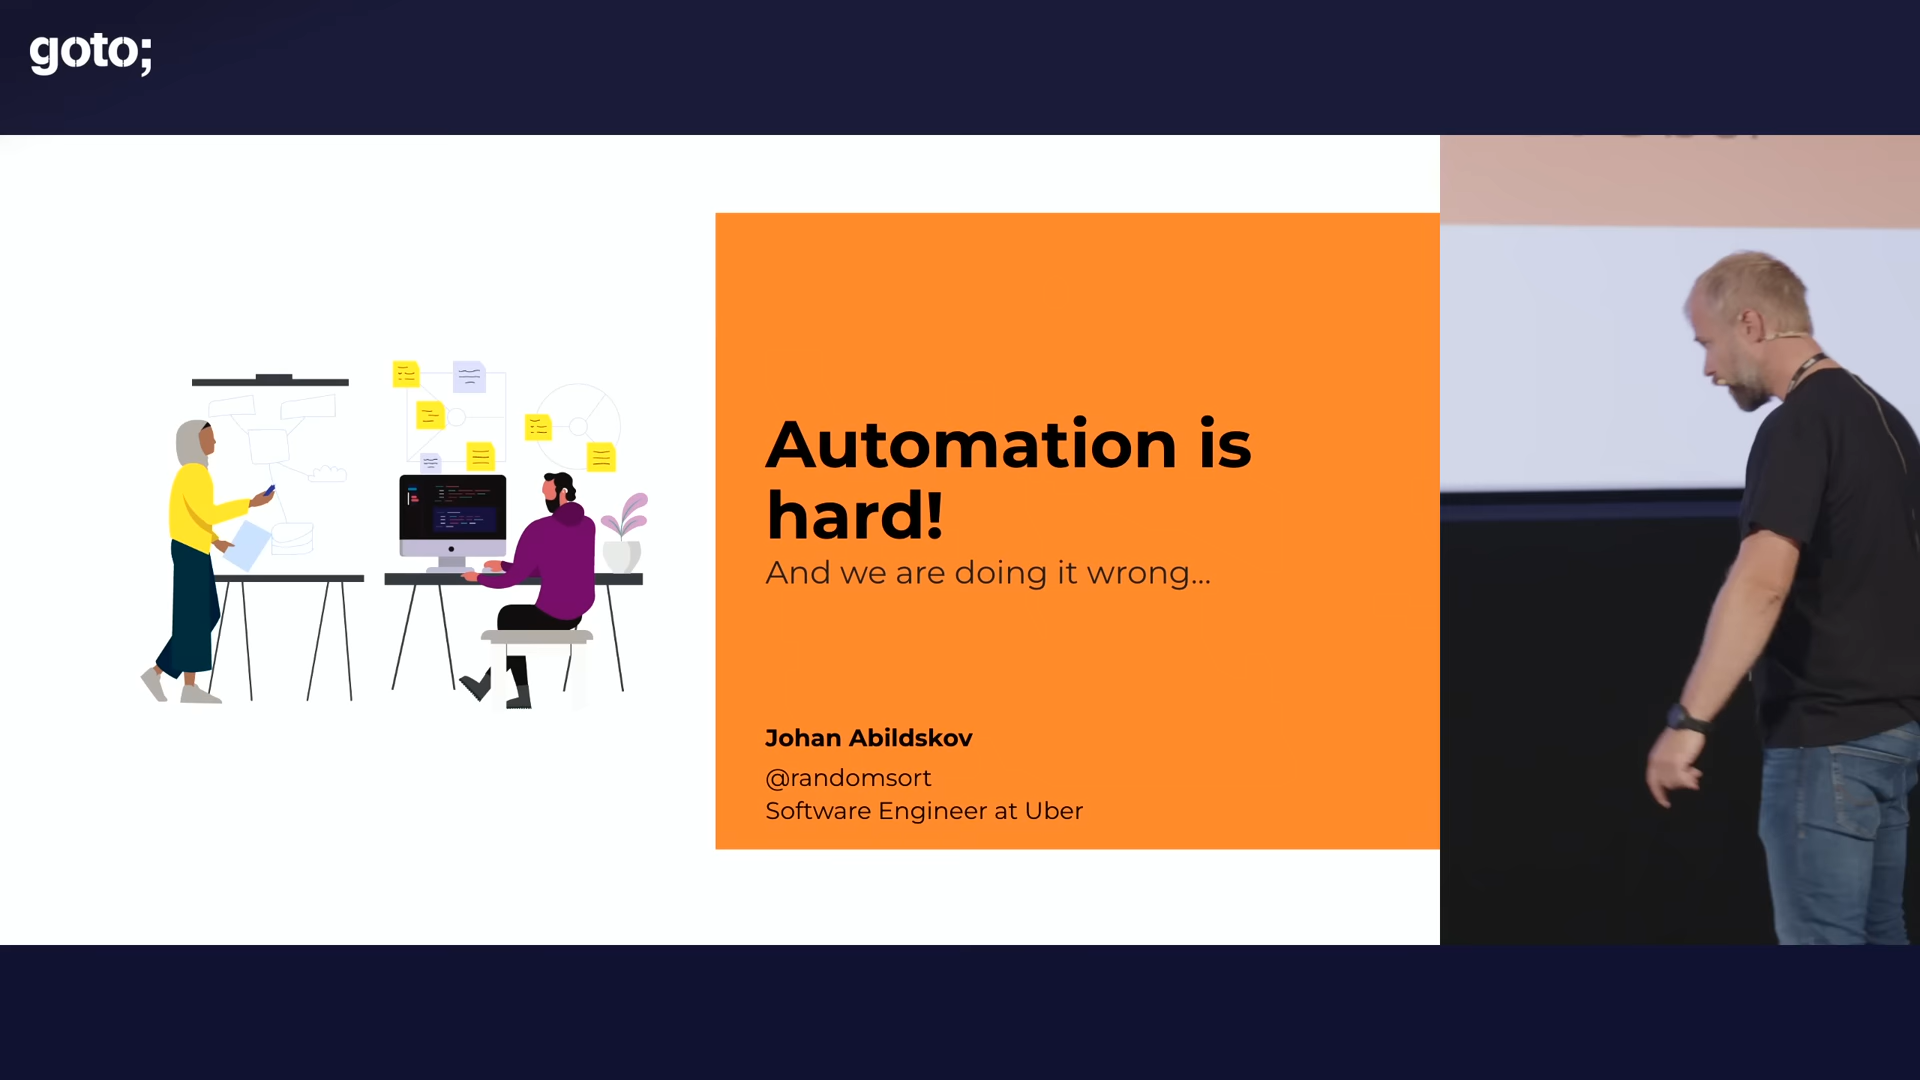 goto;
Automation is
hard!
And we are doing it wrong...
Johan Abildskov
@randomsort
Software Engineer at Uber